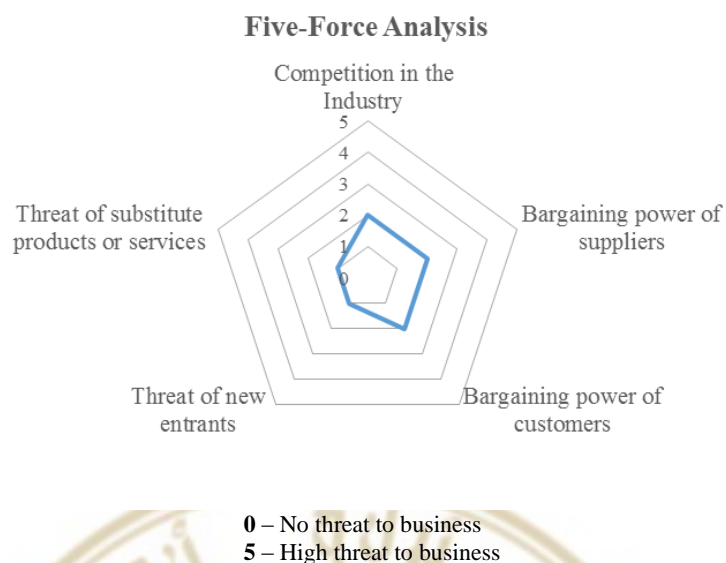 Five-Force Analysis
Competition in the
Industry
5
4
3
2
1
0
Threat of substitute
products or services
Bargaining power of
suppliers
Threat of new
entrants
Bargaining power of
customers
0 – No threat to business
5 – High threat to business